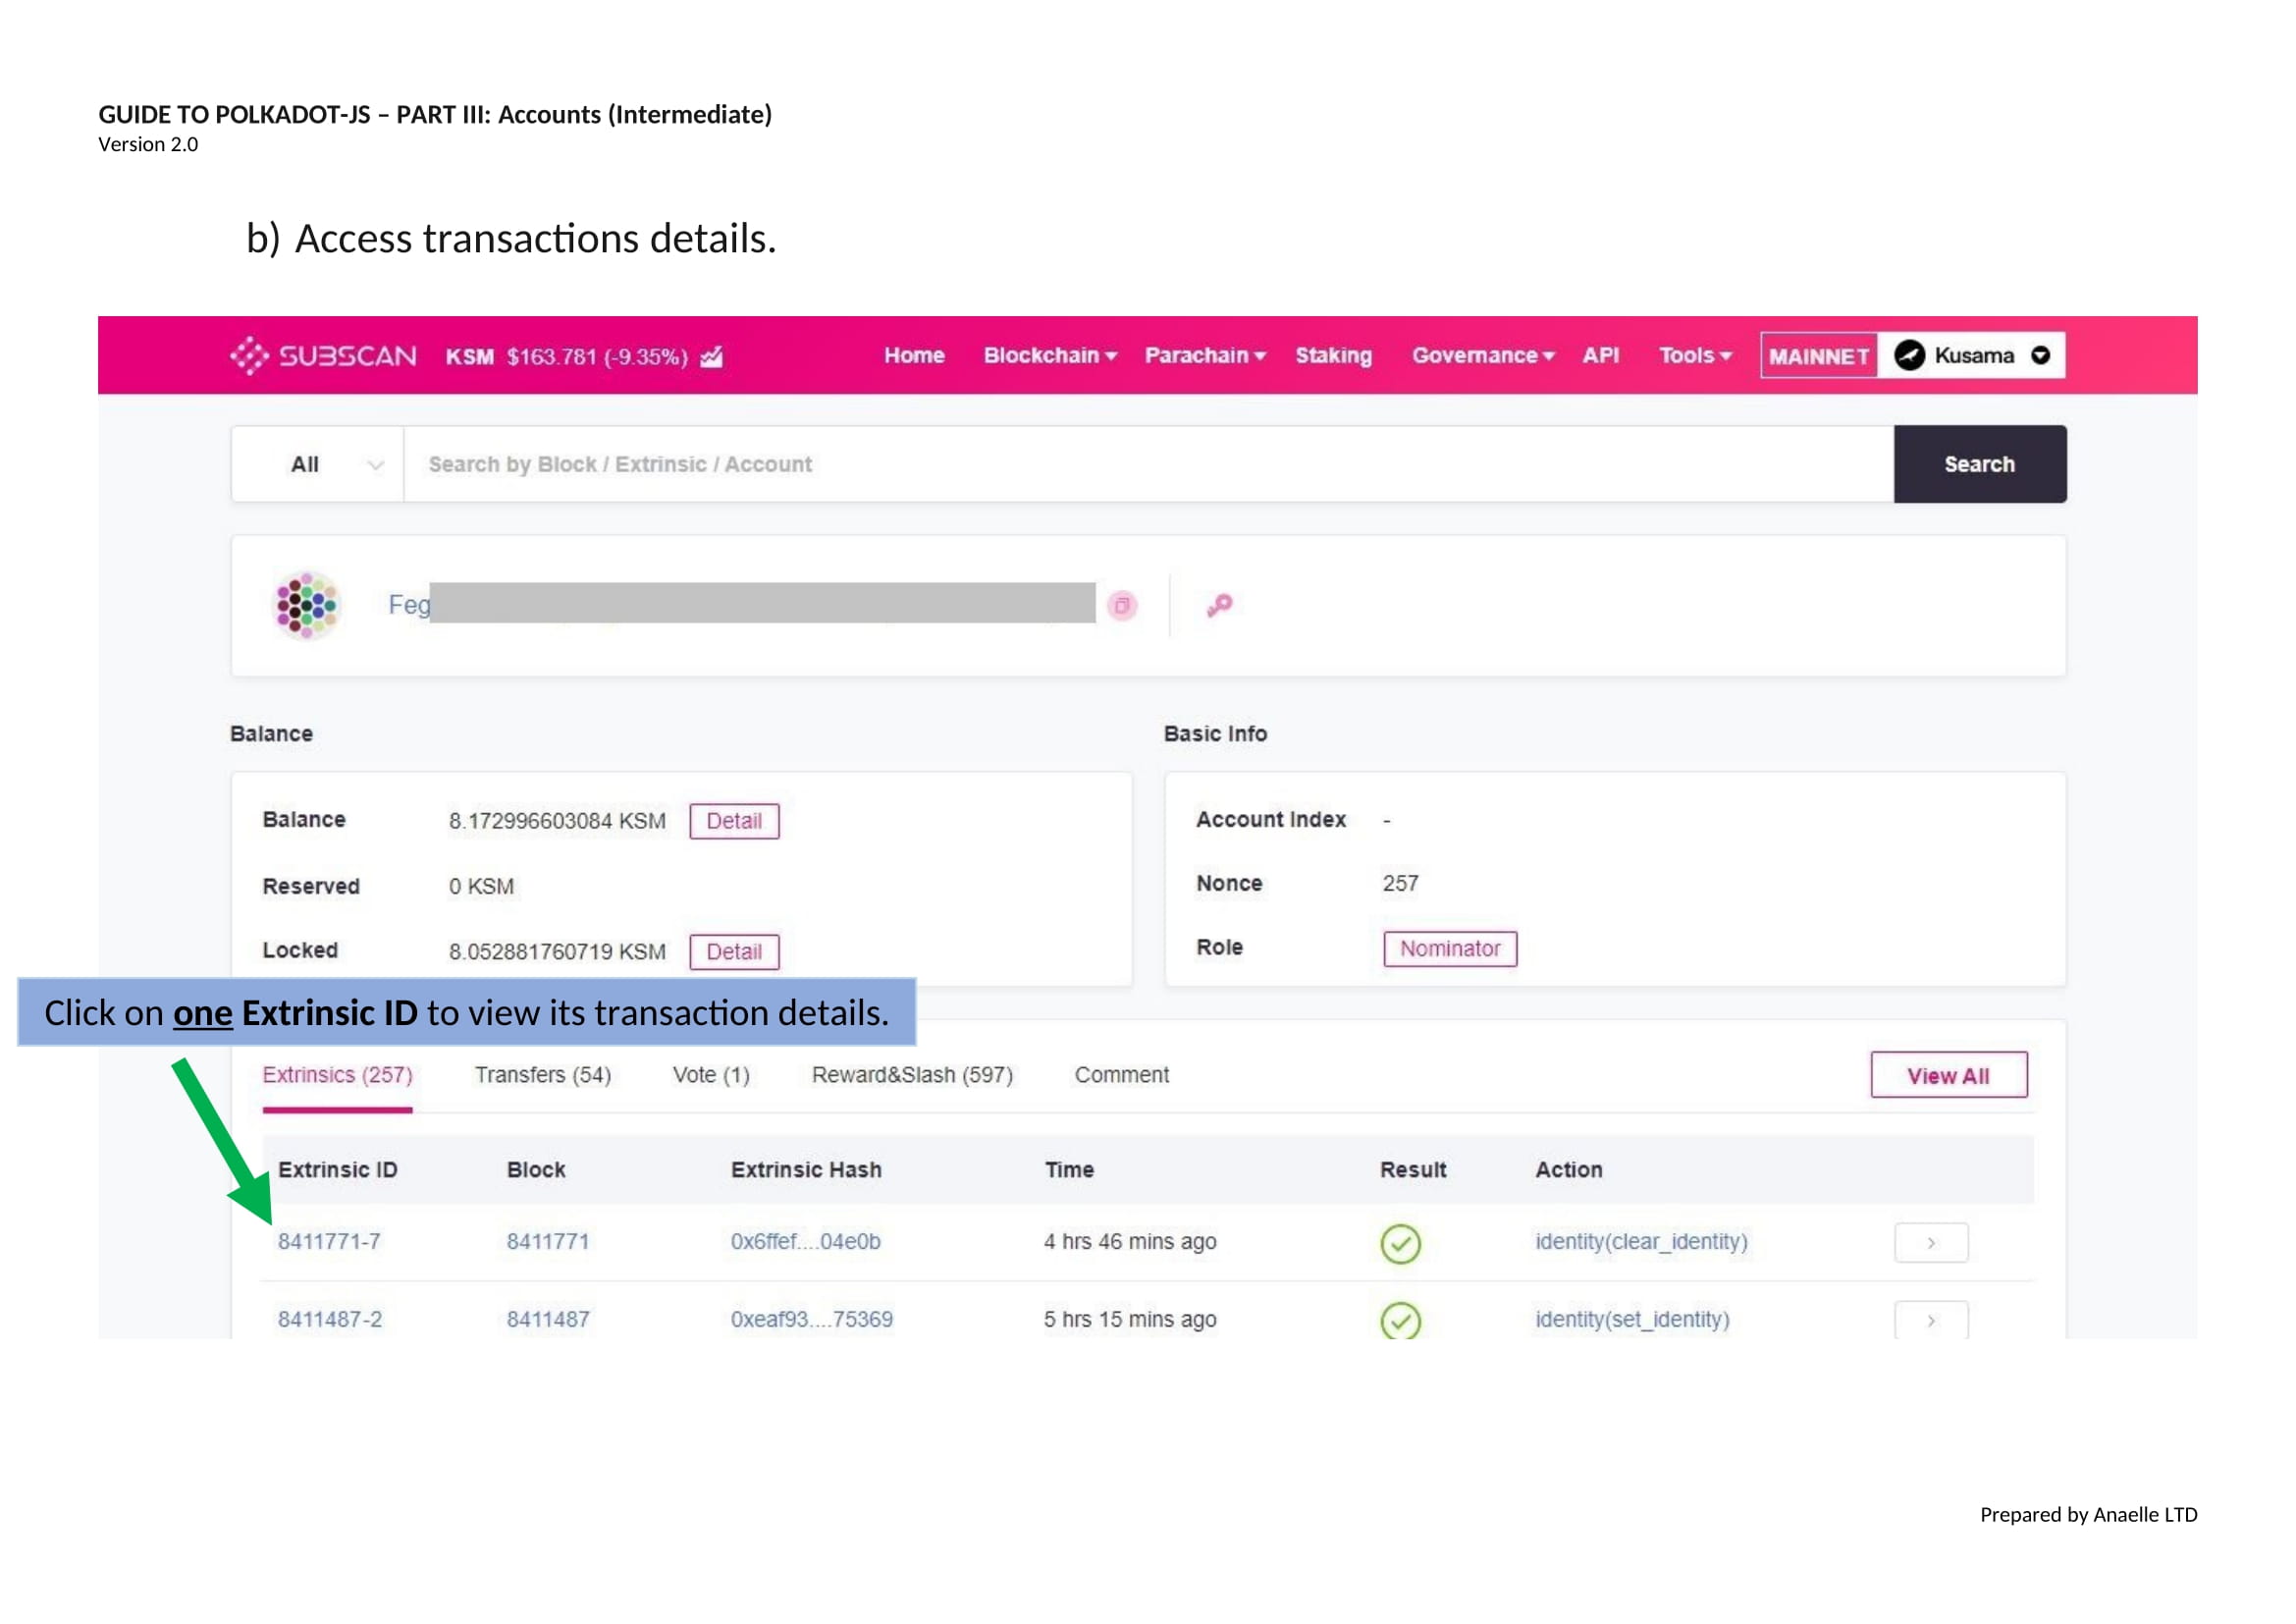 GUIDE TO POLKADOT-JS – PART III: Accounts (Intermediate)
Version 2.0
b) Access transactions details.
SUBSCAN KSM $163.781 (-9.35%) Home Blockchain Parachain Staking Governance API Tools MAINNET Kusama
All Search by Block / Extrinsic / Account Search
Feg
Balance Basic Info
Balance 8.172996603084 KSM Detail Account Index -
Reserved 0 KSM Nonce 257
Locked 8.052881760719 KSM Detail Role Nominator
Click on one Extrinsic ID to view its transaction details.
Extrinsics (257) Transfers (54) Vote (1) Reward&Slash (597) Comment View All
Extrinsic ID Block Extrinsic Hash Time Result Action
8411771-7 8411771 0x6ffef....04e0b 4 hrs 46 mins ago identity(clear_identity) >
8411487-2 8411487 0xeaf93....75369 5 hrs 15 mins ago identity(set_identity) >
Prepared by Anaelle LTD